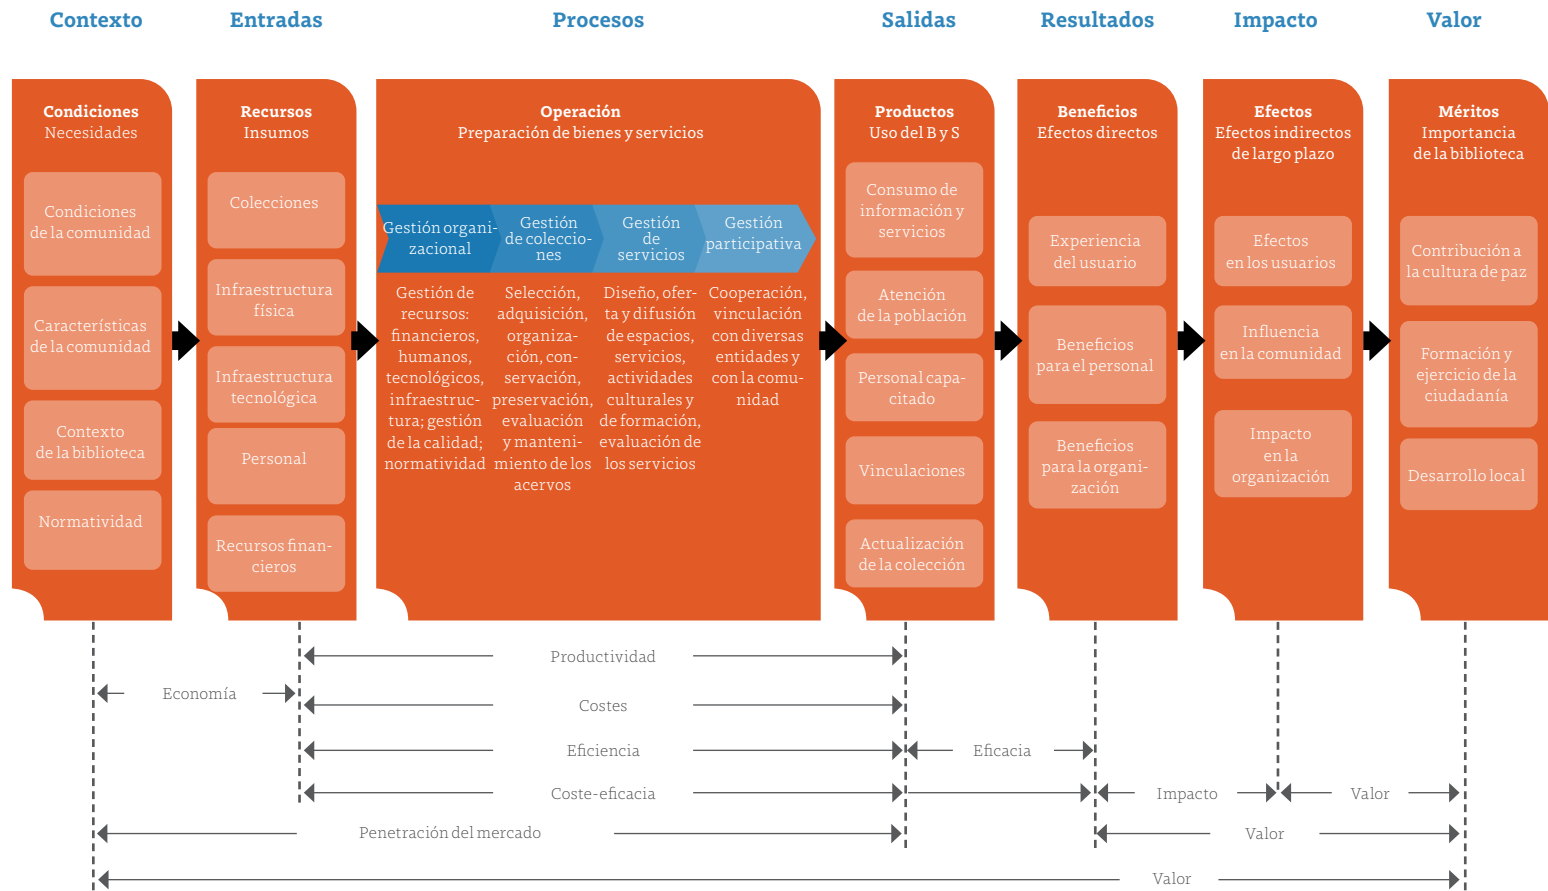 Contexto
Entradas
Procesos
Salidas
Resultados
Impacto
Valor
Condiciones
Necesidades
Condiciones
de la comunidad
Características
de la comunidad
Contexto
de la biblioteca
Normatividad
Recursos
Insumos
Colecciones
Infraestructura
física
Infraestructura
tecnológica
Personal
Recursos finan-
cieros
Operación
Preparación de bienes y servicios
Gestión organi-
zacional
Gestión
de coleccio-
nes
Gestión
de
servicios
Gestión
participativa
Gestión de
recursos:
financieros,
humanos,
tecnológicos,
infraestruc-
tura; gestión
de la calidad;
normatividad
Selección,
adquisición,
organiza-
ción, con-
servación,
preservación,
evaluación
y manteni-
miento de los
acervos
Diseño, ofer-
ta y difusión
de espacios,
servicios,
actividades
culturales y
de formación,
evaluación de
los servicios
Cooperación,
vinculación
con diversas
entidades y
con la comu-
nidad
Productos
Uso del B y S
Consumo de
información y
servicios
Atención
de la población
Personal capa-
citado
Vinculaciones
Actualización
de la colección
Beneficios
Efectos directos
Experiencia
del usuario
Beneficios
para el personal
Beneficios
para la organi-
zación
Efectos
Efectos indirectos
de largo plazo
Efectos
en los usuarios
Influencia
en la comunidad
Impacto
en la
organización
Méritos
Importancia
de la biblioteca
Contribución a
la cultura de paz
Formación y
ejercicio de la
ciudadanía
Desarrollo local
Productividad
Economía
Costes
Eficiencia
Eficacia
Coste-eficacia
Impacto
Valor
Penetración del mercado
Valor
Valor